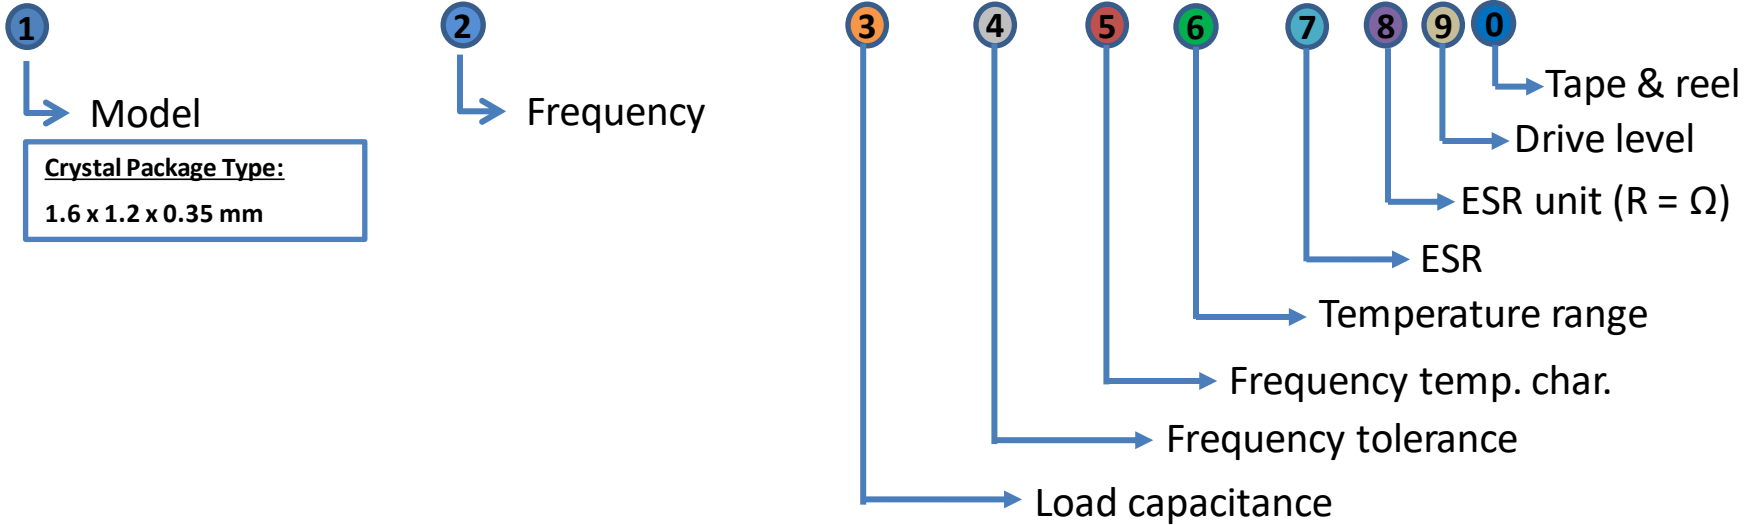 1 2 3 4 5 6 7 8 9 0
Tape & reel
Model
Frequency
Drive level
Crystal Package Type:
1.6 x 1.2 x 0.35 mm
ESR unit (R = Ω)
ESR
Temperature range
Frequency temp. char.
Frequency tolerance
Load capacitance